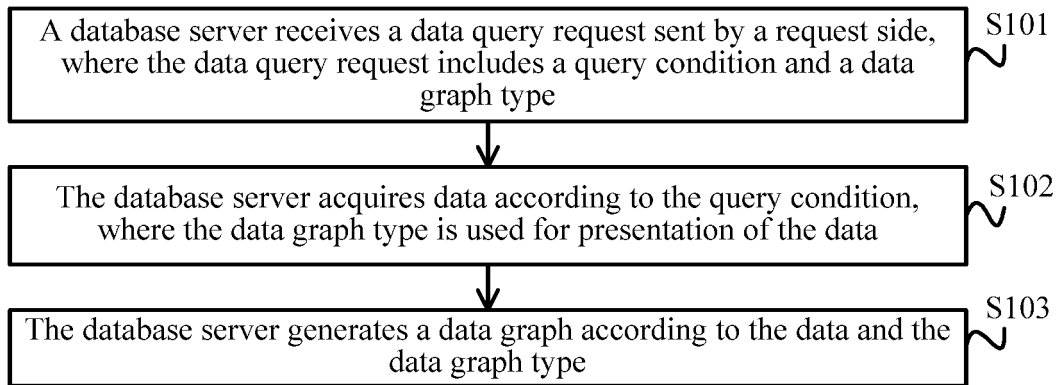 A database server receives a data query request sent by a request side,
where the data query request includes a query condition and a data
graph type
S101
The database server acquires data according to the query condition,
where the data graph type is used for presentation of the data
S102
The database server generates a data graph according to the data and the
data graph type
S103